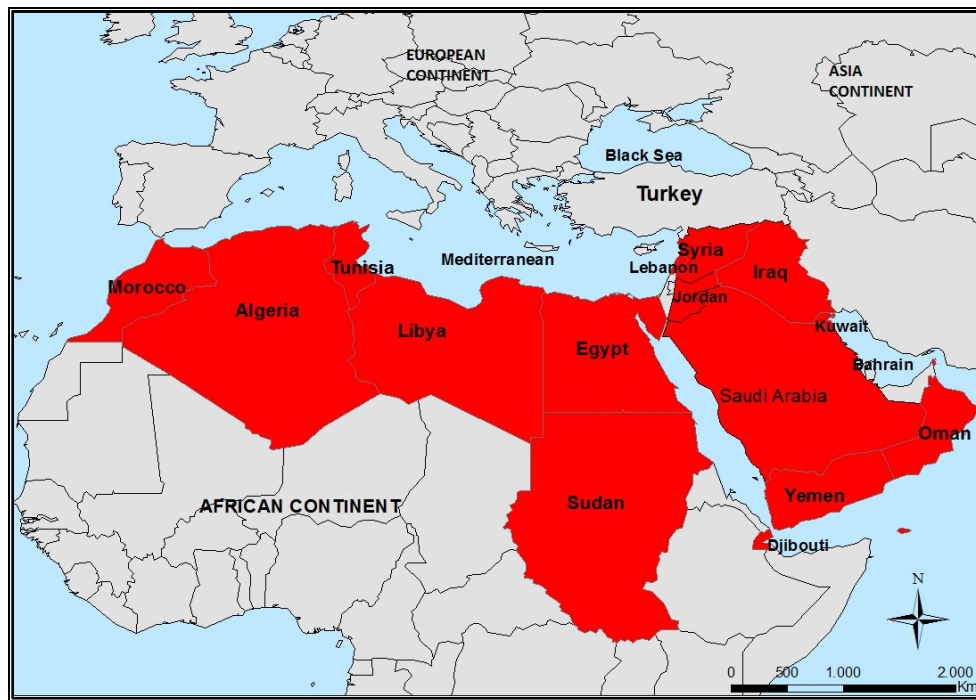 EUROPEAN
CONTINENT
ASIA
CONTINENT
Black Sea
Turkey
Syria
Mediterranean
Lebanon
Tunisia
Iraq
Morocco
Jordan
Algeria
Libya
Kuwait
Egypt
Bahrain
Saudi Arabia
Oman
Yemen
Sudan
AFRICAN CONTINENT
Djibouti
N
0 500 1.000 2.000
Km